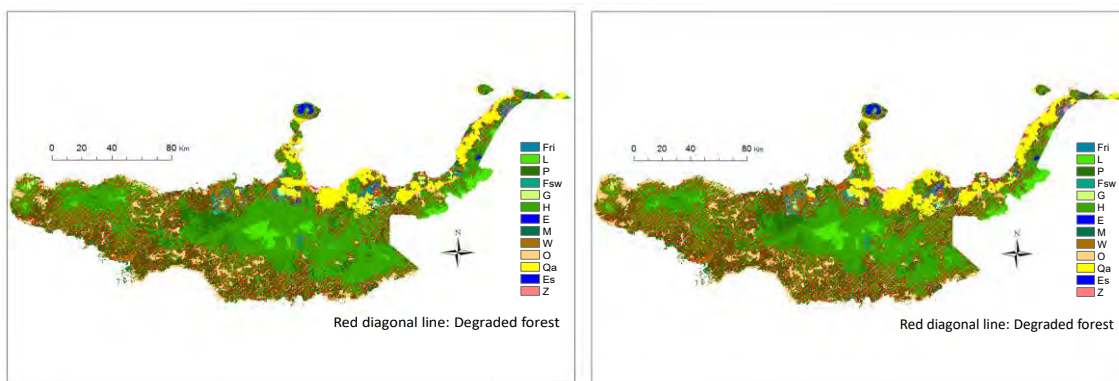 N
0 20 40 80
Km
Fri
L
P
Fsw
G
H
E
M
W
O
Qa
Es
Z
Red diagonal line: Degraded forest
N
0 20 40 80
Km
Fri
L
P
Fsw
G
H
E
M
W
O
Qa
Es
Z
Red diagonal line: Degraded forest